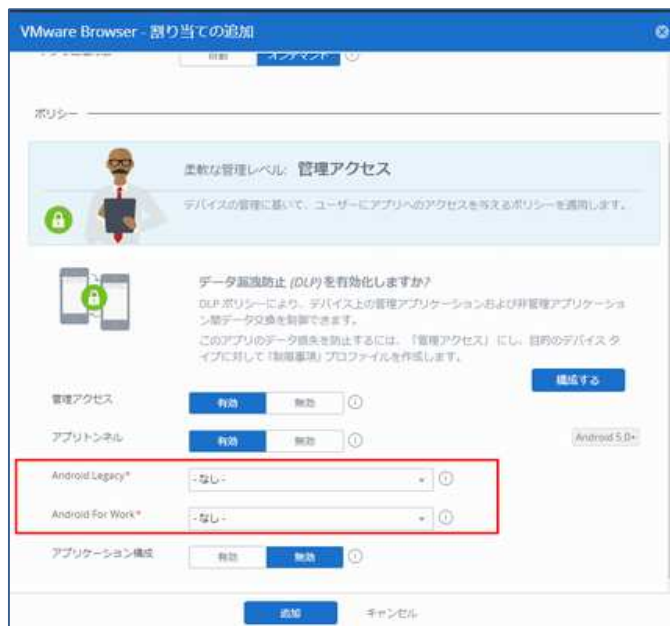 VMware Browser - 割り当ての追加
オンデマンド
ポリシー
柔軟な管理レベル: 管理アクセス
デバイスの管理に基いて、ユーザーにアプリへのアクセスを与えるポリシーを適用します。
データ漏洩防止 (DLP)を有効化しますか?
DLP ポリシーにより、デバイス上の管理アプリケーションおよび非管理アプリケーショ
ン間データ交換を制御できます。
このアプリのデータ損失を防止するには、「管理アクセス」にし、目的のデバイス タ
イプに対して「制限事項」プロファイルを作成します。
構成する
管理アクセス 有効 無効
アプリトンネル 有効 無効 Android 5.0+
Android Legacy* - なし -
Android For Work* - なし -
アプリケーション構成 有効 無効
追加 キャンセル